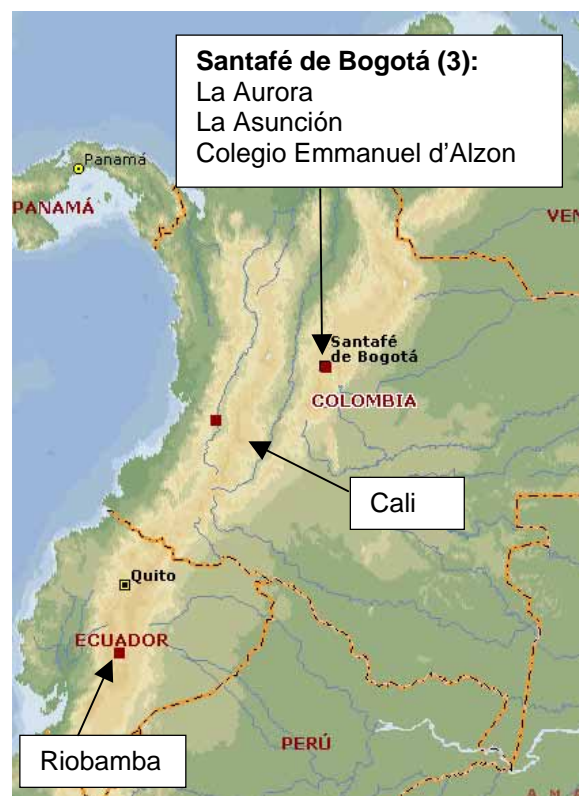 Santafé de Bogotá (3):
La Aurora
La Asunción
Colegio Emmanuel d’Alzon
Panamá
PANAMÁ
VEN
Santafé
de Bogotá
COLOMBIA
Cali
Quito
ECUADOR
Riobamba
PERÚ
A M